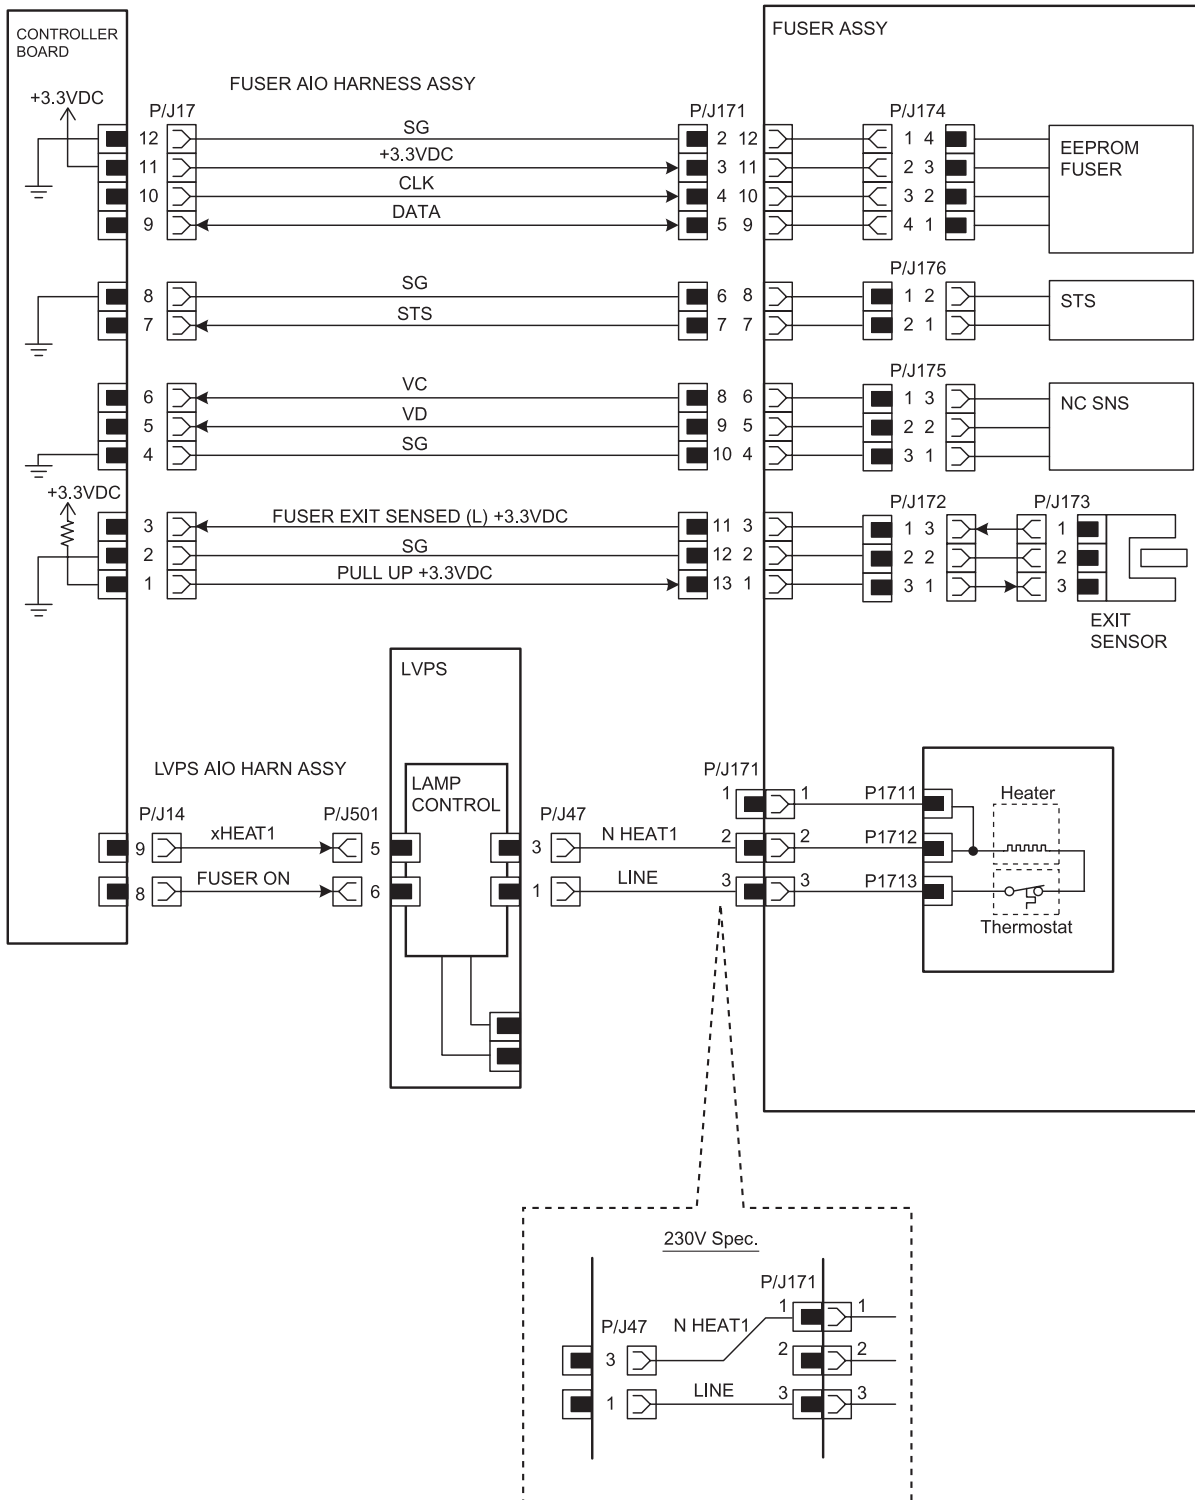 CONTROLLER
BOARD
FUSER ASSY
FUSER AIO HARNESS ASSY
+3.3VDC
P/J17
P/J171
P/J174
12 SG 2 12 1 4
11 +3.3VDC 3 11 2 3
10 CLK 4 10 3 2
9 DATA 5 9 4 1
EEPROM
FUSER
P/J176
8 SG 6 8 1 2
7 STS 7 7 2 1
STS
P/J175
6 VC 8 6 1 3
5 VD 9 5 2 2
4 SG 10 4 3 1
NC SNS
+3.3VDC
P/J172
P/J173
3 FUSER EXIT SENSED (L) +3.3VDC 11 3 1 3 1
2 SG 12 2 2 2 2
1 PULL UP +3.3VDC 13 1 3 1 3
EXIT
SENSOR
LVPS
LVPS AIO HARN ASSY
LAMP
CONTROL
P/J14
P/J501
P/J47
P/J171
1 1 P1711
9 xHEAT1 5 3 N HEAT1 2 2 P1712
8 FUSER ON 6 1 LINE 3 3 P1713
Heater
Thermostat
230V Spec.
P/J171
P/J47
1 1
3 N HEAT1 2 2
1 LINE 3 3